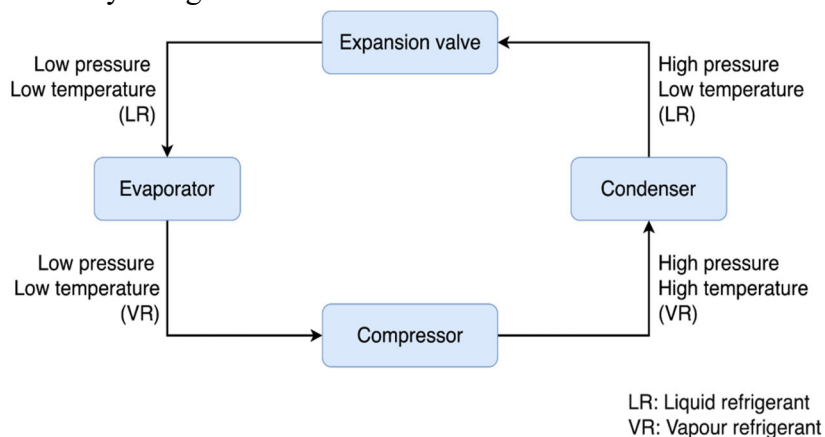 Expansion valve
Low pressure
Low temperature
(LR)
High pressure
Low temperature
(LR)
Evaporator
Condenser
Low pressure
Low temperature
(VR)
High pressure
High temperature
(VR)
Compressor
LR: Liquid refrigerant
VR: Vapour refrigerant